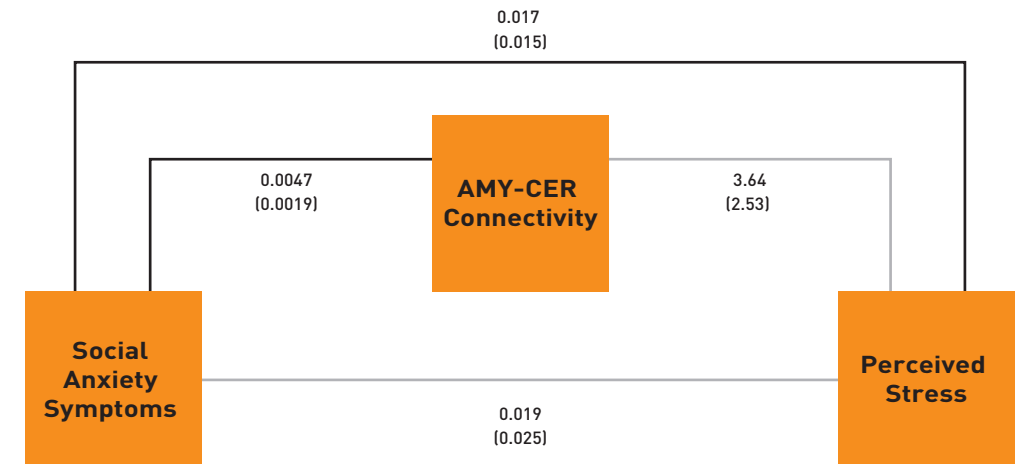 0.017
(0.015)
AMY-CER
Connectivity
0.0047
(0.0019)
3.64
(2.53)
Social
Anxiety
Symptoms
Perceived
Stress
0.019
(0.025)